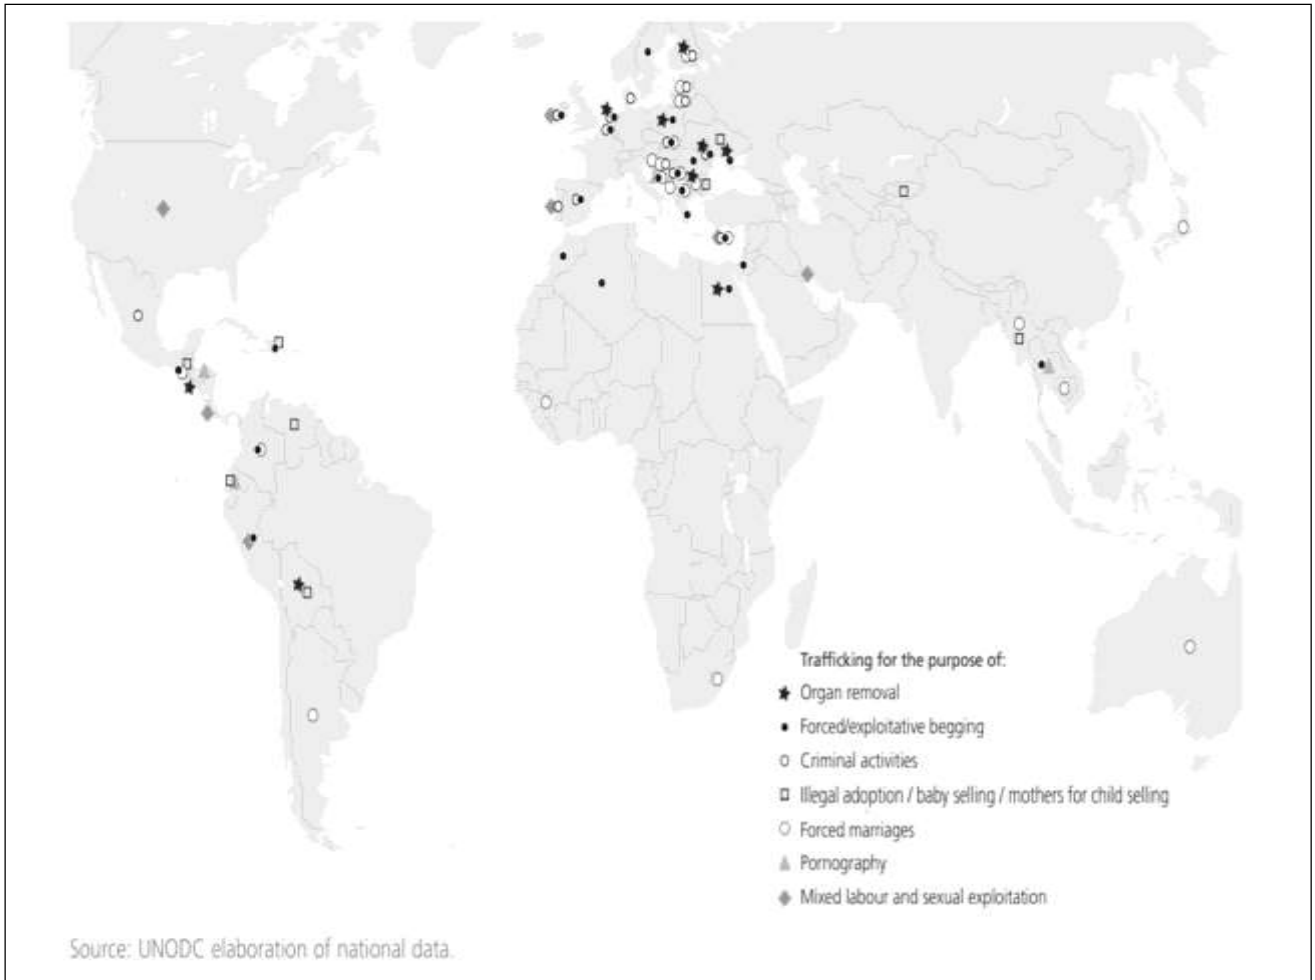 Trafficking for the purpose of:
Organ removal
Forced/exploitative begging
Criminal activities
Illegal adoption / baby selling / mothers for child selling
Forced marriages
Pornography
Mixed labour and sexual exploitation
Source: UNODC elaboration of national data.